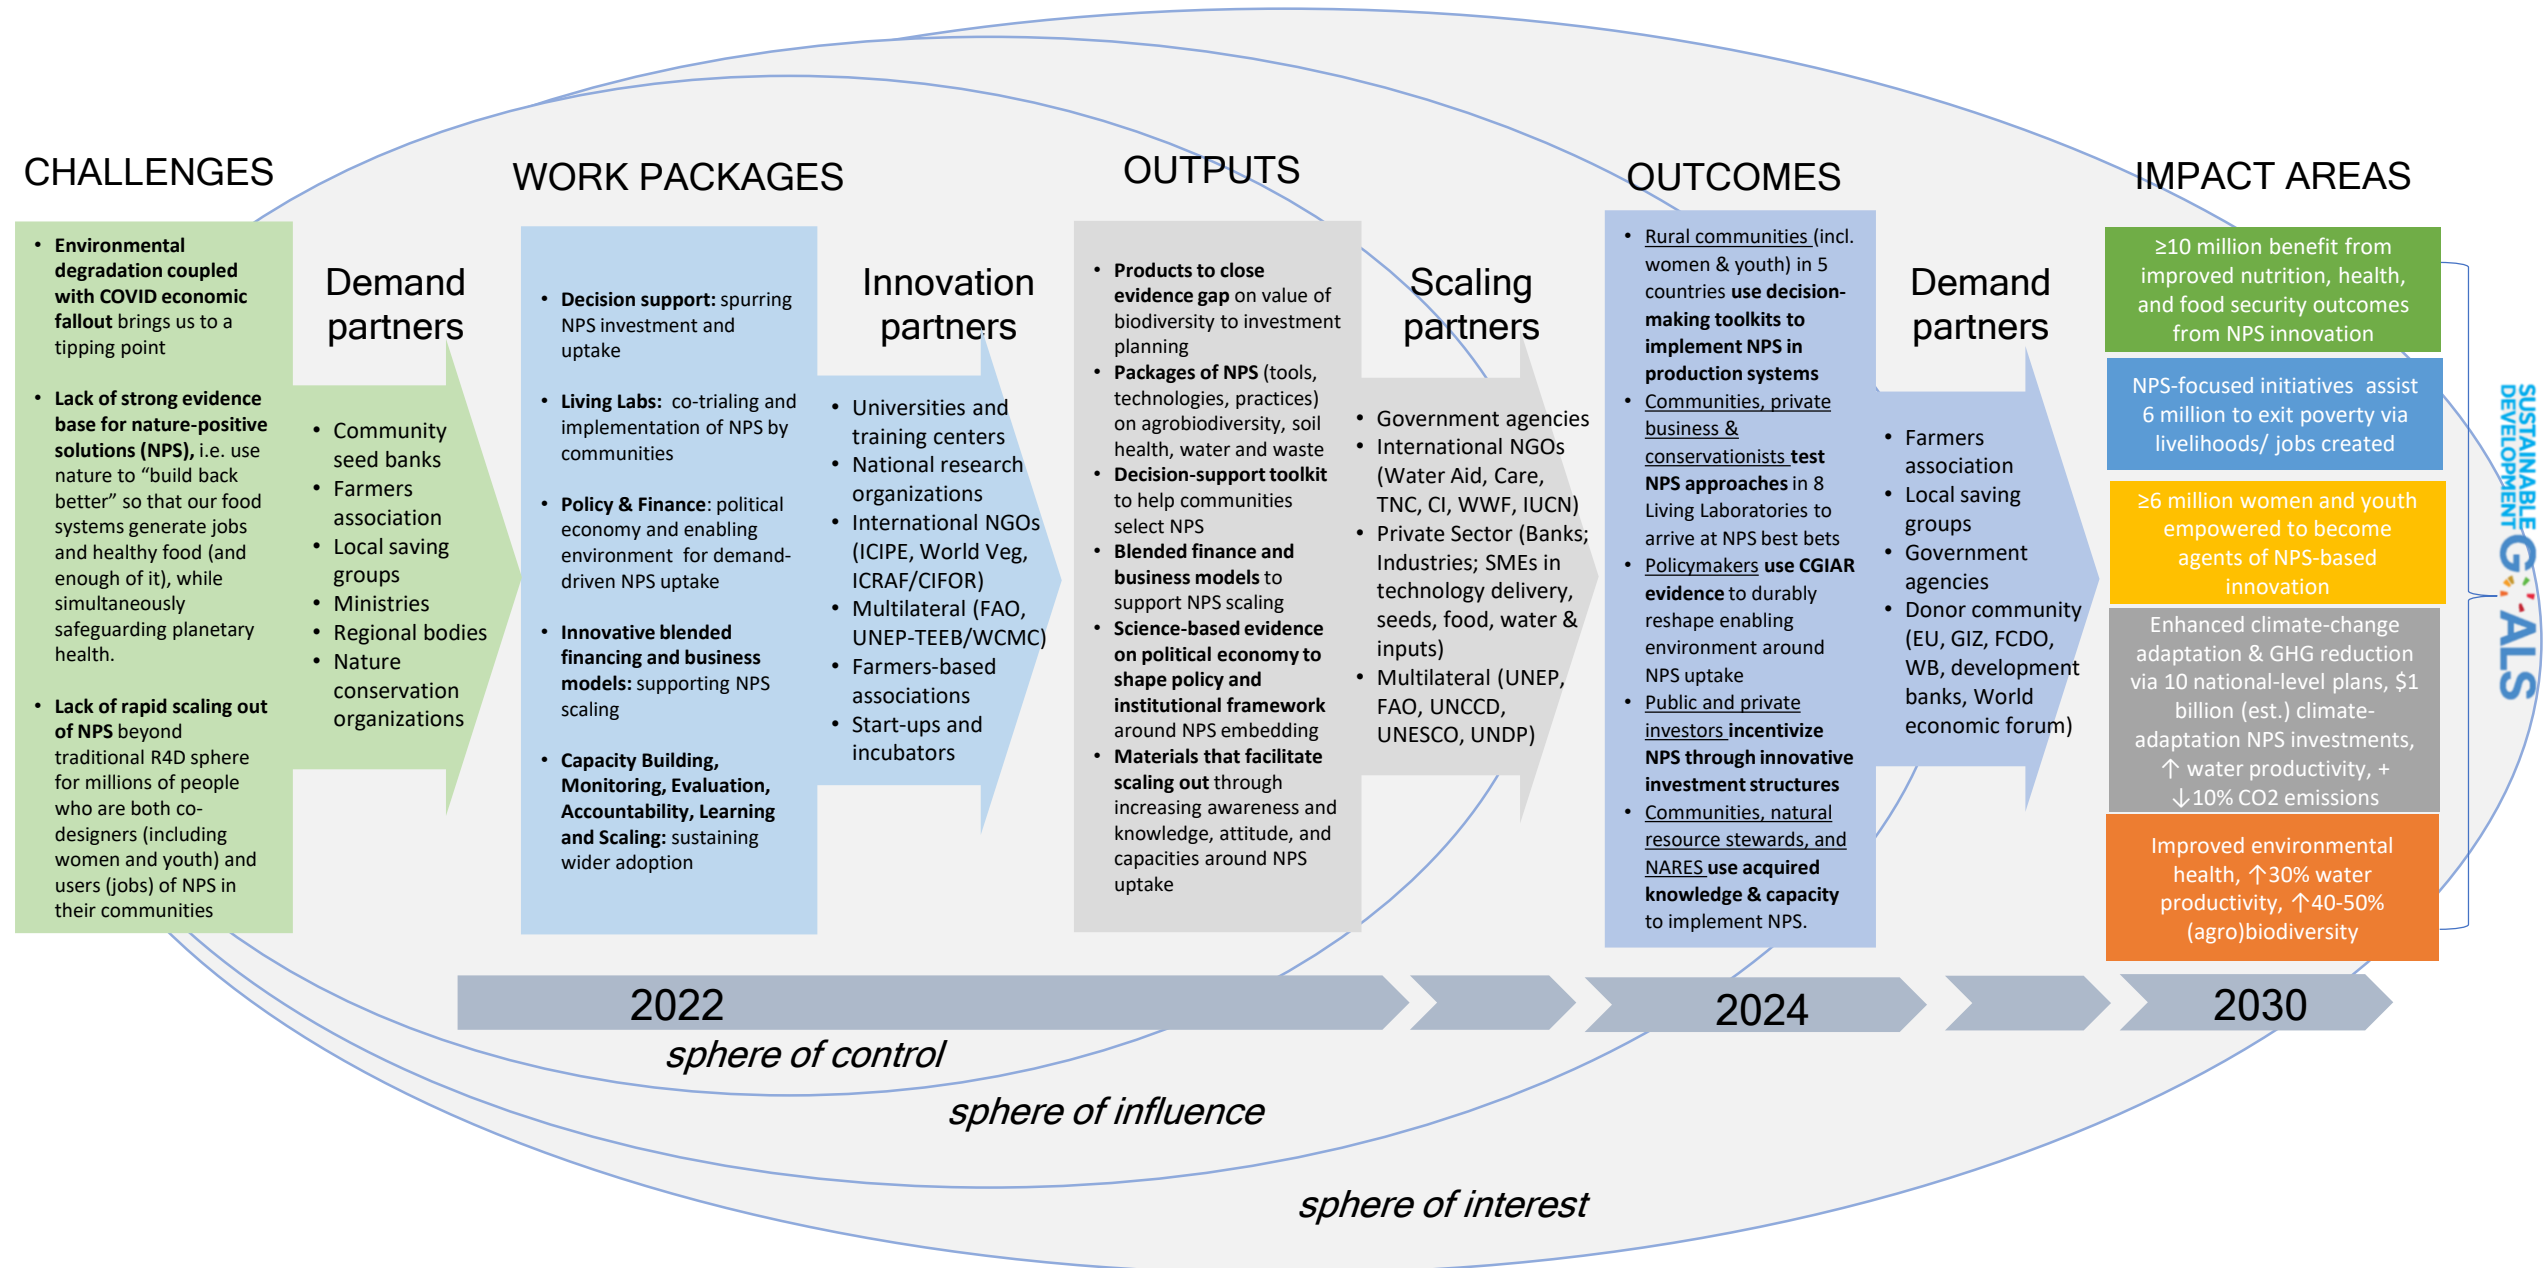 CHALLENGES
• Environmental
degradation coupled
with COVID economic
fallout brings us to a
tipping point
• Lack of strong evidence
base for nature-positive
solutions (NPS), i.e. use
nature to “build back
better” so that our food
systems generate jobs
and healthy food (and
enough of it), while
simultaneously
safeguarding planetary
health.
• Lack of rapid scaling out
of NPS beyond
traditional R4D sphere
for millions of people
who are both co-
designers (including
women and youth) and
users (jobs) of NPS in
their communities
Demand
partners
• Community
seed banks
• Farmers
association
• Local saving
groups
• Ministries
• Regional bodies
• Nature
conservation
organizations
WORK PACKAGES
• Decision support: spurring
NPS investment and
uptake
• Living Labs: co-trialing and
implementation of NPS by
communities
• Policy & Finance: political
economy and enabling
environment for demand-
driven NPS uptake
• Innovative blended
financing and business
models: supporting NPS
scaling
• Capacity Building,
Monitoring, Evaluation,
Accountability, Learning
and Scaling: sustaining
wider adoption
Innovation
partners
• Universities and
training centers
• National research
organizations
• International NGOs
(ICIPE, World Veg,
ICRAF/CIFOR)
• Multilateral (FAO,
UNEP-TEEB/WCMC)
• Farmers-based
associations
• Start-ups and
incubators
OUTPUTS
• Products to close
evidence gap on value of
biodiversity to investment
planning
• Packages of NPS (tools,
technologies, practices)
on agrobiodiversity, soil
health, water and waste
• Decision-support toolkit
to help communities
select NPS
• Blended finance and
business models to
support NPS scaling
• Science-based evidence
on political economy to
shape policy and
institutional framework
around NPS embedding
• Materials that facilitate
scaling out through
increasing awareness and
knowledge, attitude, and
capacities around NPS
uptake
Scaling
partners
• Government agencies
• International NGOs
(Water Aid, Care,
TNC, CI, WWF, IUCN)
• Private Sector (Banks;
Industries; SMEs in
technology delivery,
seeds, food, water &
inputs)
• Multilateral (UNEP,
FAO, UNCCD,
UNESCO, UNDP)
OUTCOMES
• Rural communities (incl.
women & youth) in 5
countries use decision-
making toolkits to
implement NPS in
production systems
• Communities, private
business &
conservationists test
NPS approaches in 8
Living Laboratories to
arrive at NPS best bets
• Policymakers use CGIAR
evidence to durably
reshape enabling
environment around
NPS uptake
• Public and private
investors incentivize
NPS through innovative
investment structures
• Communities, natural
resource stewards, and
NARES use acquired
knowledge & capacity
to implement NPS.
Demand
partners
• Farmers
association
• Local saving
groups
• Government
agencies
• Donor community
(EU, GIZ, FCDO,
WB, development
banks, World
economic forum)
IMPACT AREAS
≥10 million benefit from
improved nutrition, health,
and food security outcomes
from NPS innovation
NPS-focused initiatives assist
6 million to exit poverty via
livelihoods/ jobs created
≥6 million women and youth
empowered to become
agents of NPS-based
innovation
Enhanced climate-change
adaptation & GHG reduction
via 10 national-level plans, $1
billion (est.) climate-
adaptation NPS investments,
↑ water productivity, +
↓10% CO2 emissions
Improved environmental
health, ↑30% water
productivity, ↑40-50%
(agro)biodiversity
SUSTAINABLE
DEVELOPMENT
GOALS
2022
2024
2030
sphere of control
sphere of influence
sphere of interest